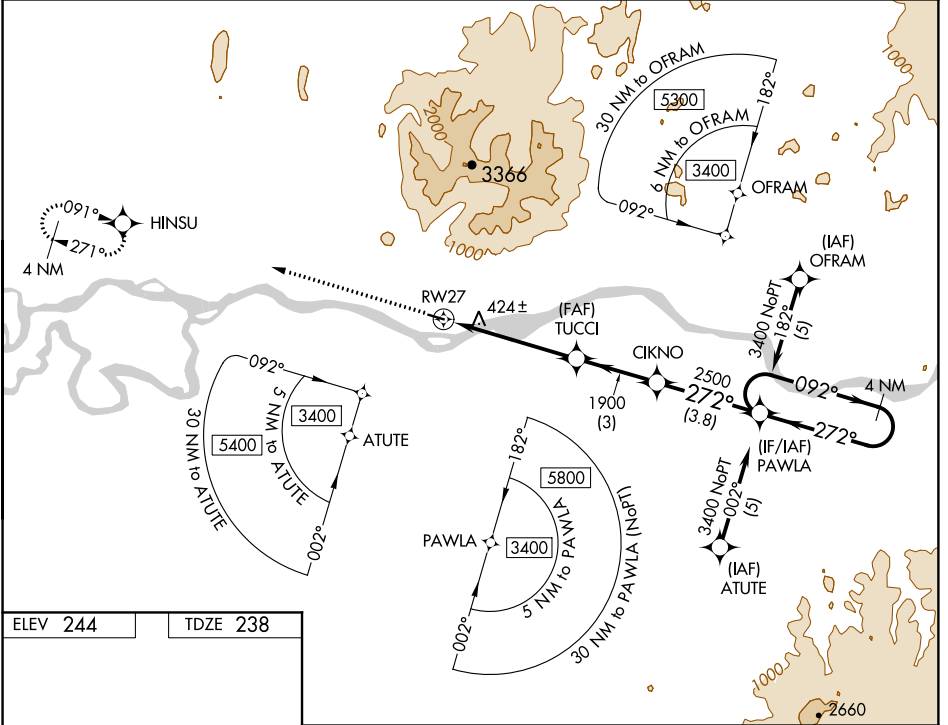 1000
30 NM to OFRAM
5300
182°
6 NM to OFRAM
3400
092°
OFRAM
2000
3366
1000
091°
HINSU
271°
4 NM
RW27
424±
(FAF)
TUCCI
CIKNO
2500
272°
(3.8)
1900
(3)
(IAF)
OFRAM
3400 NoPT
182°
(5)
092°
4 NM
272°
(IF/IAF)
PAWLA
3400 NoPT
002°
(5)
(IAF)
ATUTE
092°
5 NM to ATUTE
3400
5400
30 NM to ATUTE
ATUTE
002°
182°
5800
PAWLA
3400
5 NM to PAWLA
30 NM to PAWLA (NoPT)
002°
1000
2660
ELEV 244
TDZE 238